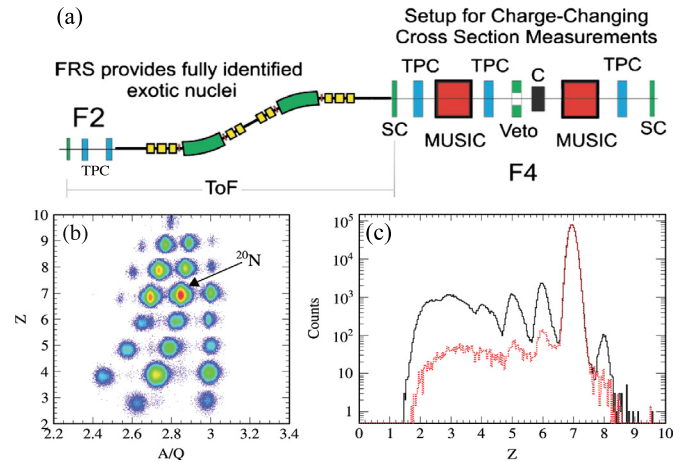 (a)
Setup for Charge-Changing
Cross Section Measurements
FRS provides fully identified
exotic nuclei
F2
TPC
ToF
TPC TPC C TPC
SC MUSIC Veto MUSIC SC
F4
(b)
20N
Z
10
9
8
7
6
5
4
3
2
2.2 2.4 2.6 2.8 3 3.2 3.4
A/Q
(c)
Counts
10^5
10^4
10^3
10^2
10
1
0 1 2 3 4 5 6 7 8 9 10
Z